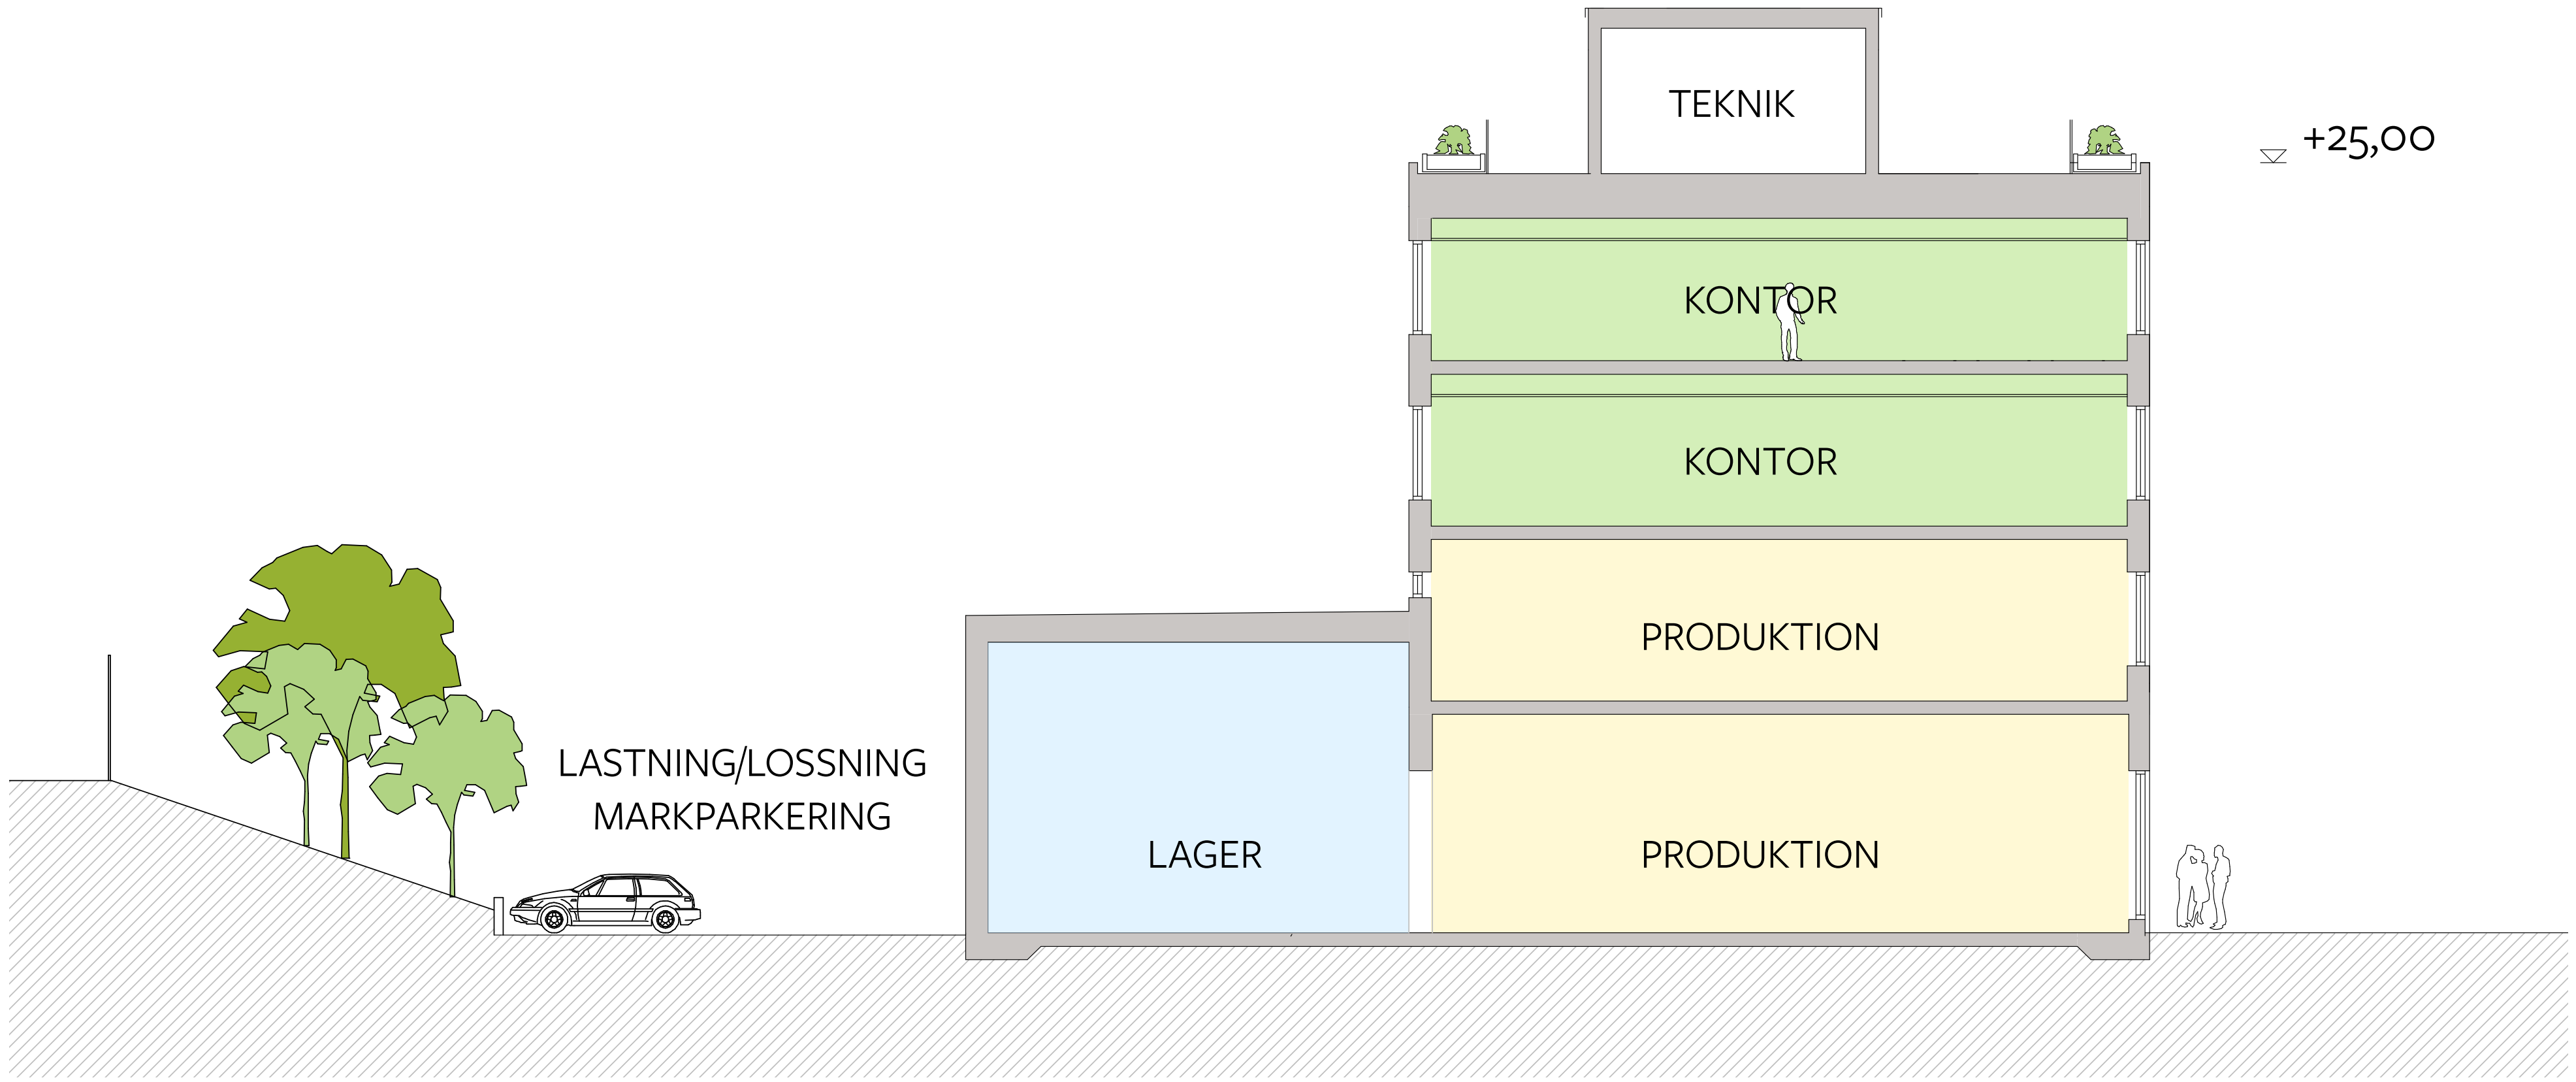 TEKNIK
+25,00
KONTOR
KONTOR
PRODUKTION
LASTNING/LOSSNING
MARKPARKERING
LAGER
PRODUKTION